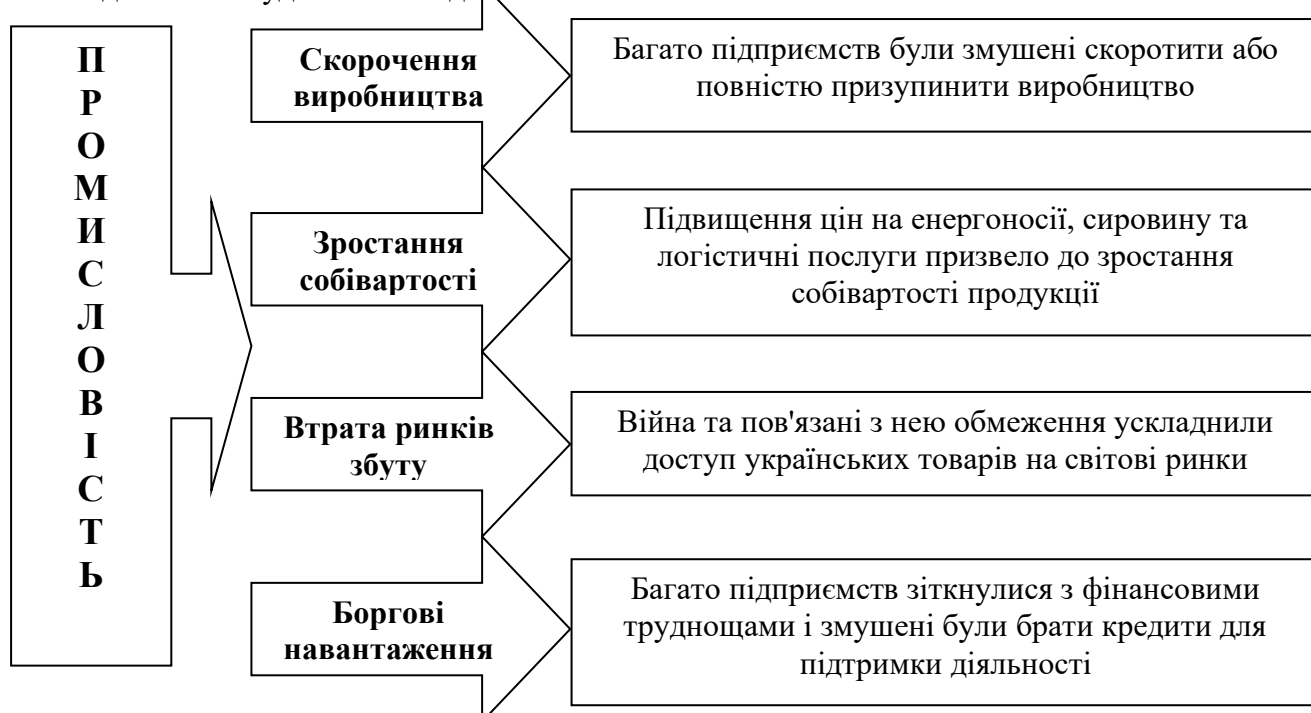 П
Р
О
М
И
С
Л
О
В
І
С
Т
Ь
Скорочення
виробництва
Багато підприємств були змушені скоротити або
повністю призупинити виробництво
Зростання
собівартості
Підвищення цін на енергоносії, сировину та
логістичні послуги призвело до зростання
собівартості продукції
Втрата ринків
збуту
Війна та пов'язані з нею обмеження ускладнили
доступ українських товарів на світові ринки
Боргові
навантаження
Багато підприємств зіткнулися з фінансовими
труднощами і змушені були брати кредити для
підтримки діяльності